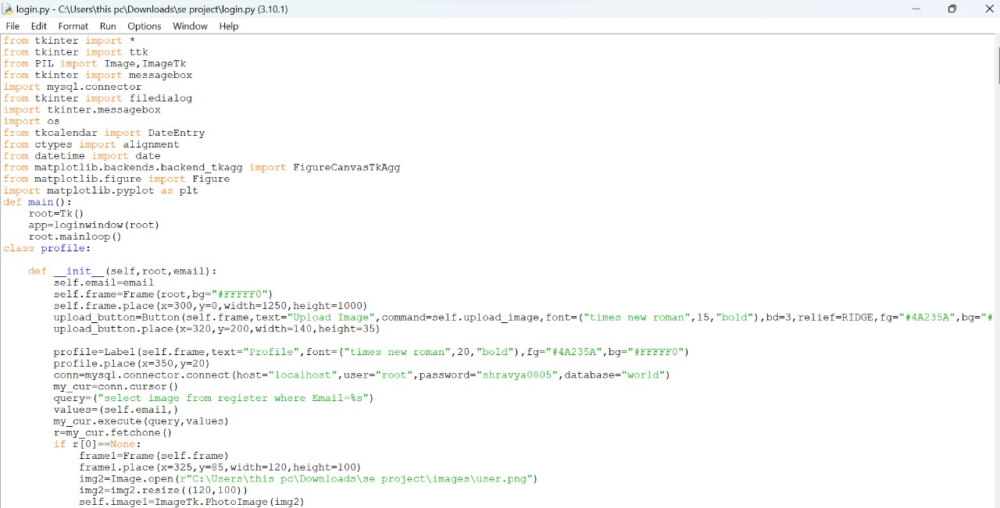 login.py - C:\Users\this pc\Downloads\se project\login.py (3.10.1)
File Edit Format Run Options Window Help
from tkinter import *
from tkinter import ttk
from PIL import Image,ImageTk
from tkinter import messagebox
import mysql.connector
from tkinter import filedialog
import tkinter.messagebox
import os
from tkcalendar import DateEntry
from ctypes import alignment
from datetime import date
from matplotlib.backends.backend_tkagg import FigureCanvasTkAgg
from matplotlib.figure import Figure
import matplotlib.pyplot as plt
def main():
    root=Tk()
    app=loginwindow(root)
    root.mainloop()
class profile:
    def __init__(self,root,email):
        self.email=email
        self.frame=Frame(root,bg="#FFFFF0")
        self.frame.place(x=300,y=0,width=1250,height=1000)
        upload_button=Button(self.frame,text="Upload Image",command=self.upload_image,font=("times new roman",15,"bold"),bd=3,relief=RIDGE,fg="#4A235A",bg="#
        upload_button.place(x=320,y=200,width=140,height=35)
        profile=Label(self.frame,text="Profile",font=("times new roman",20,"bold"),fg="#4A235A",bg="#FFFFF0")
        profile.place(x=350,y=20)
        conn=mysql.connector.connect(host="localhost",user="root",password="shravya0805",database="world")
        my_cur=conn.cursor()
        query=("select image from register where Email=%s")
        values=(self.email,)
        my_cur.execute(query,values)
        r=my_cur.fetchone()
        if r[0]==None:
            frame1=Frame(self.frame)
            frame1.place(x=325,y=85,width=120,height=100)
            img2=Image.open(r"C:\Users\this pc\Downloads\se project\images\user.png")
            img2=img2.resize((120,100))
            self.image1=ImageTk.PhotoImage(img2)